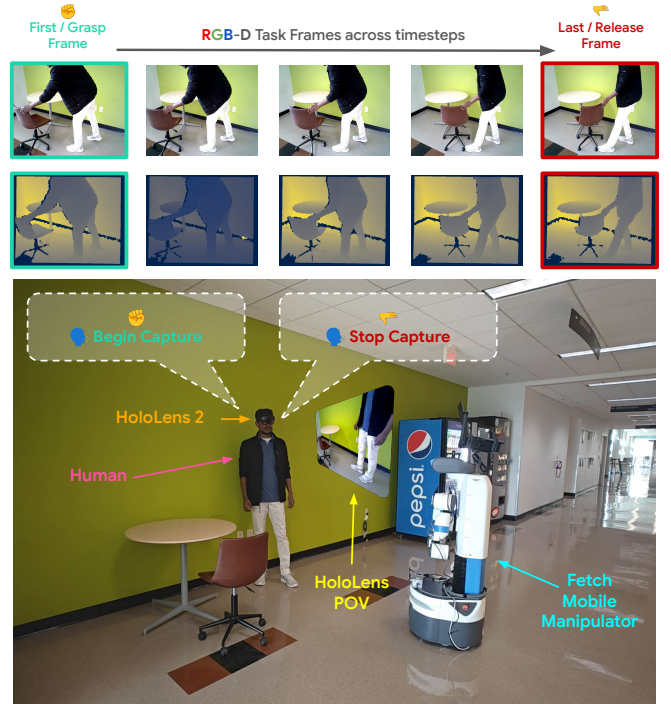 First / Grasp
Frame
RGB-D Task Frames across timesteps
Last / Release
Frame
Begin Capture
Stop Capture
HoloLens 2
Human
pepsi
HoloLens
POV
Fetch
Mobile
Manipulator